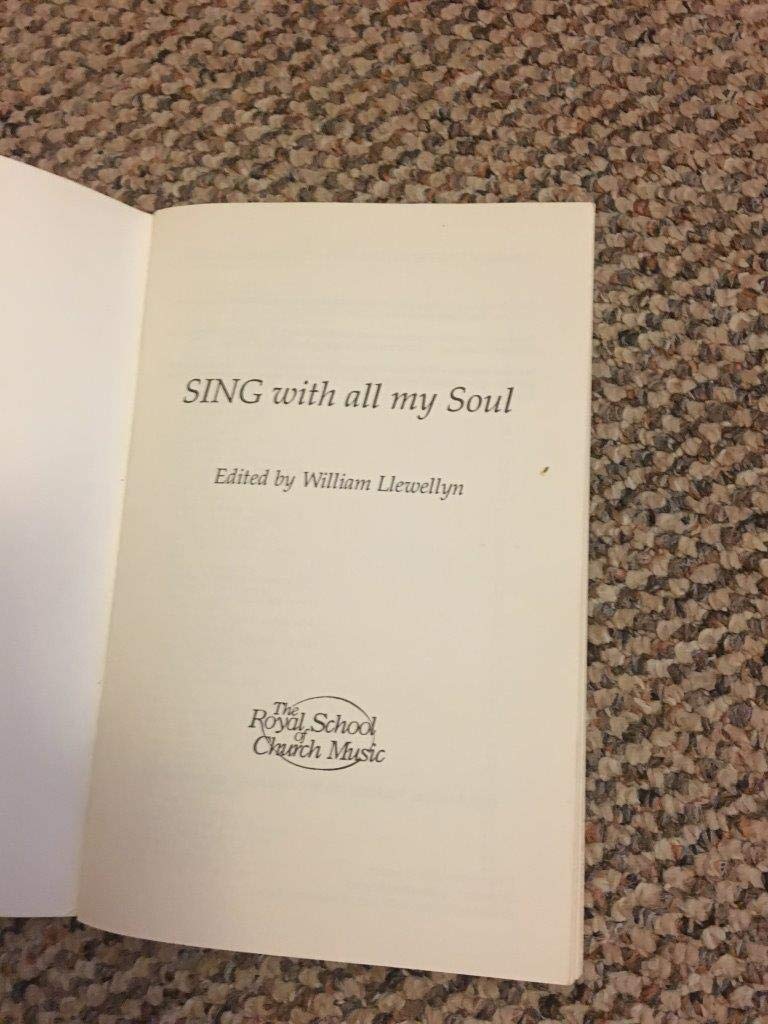 SING with all my Soul
Edited by William Llewellyn
The
Royal School
of
Church Music